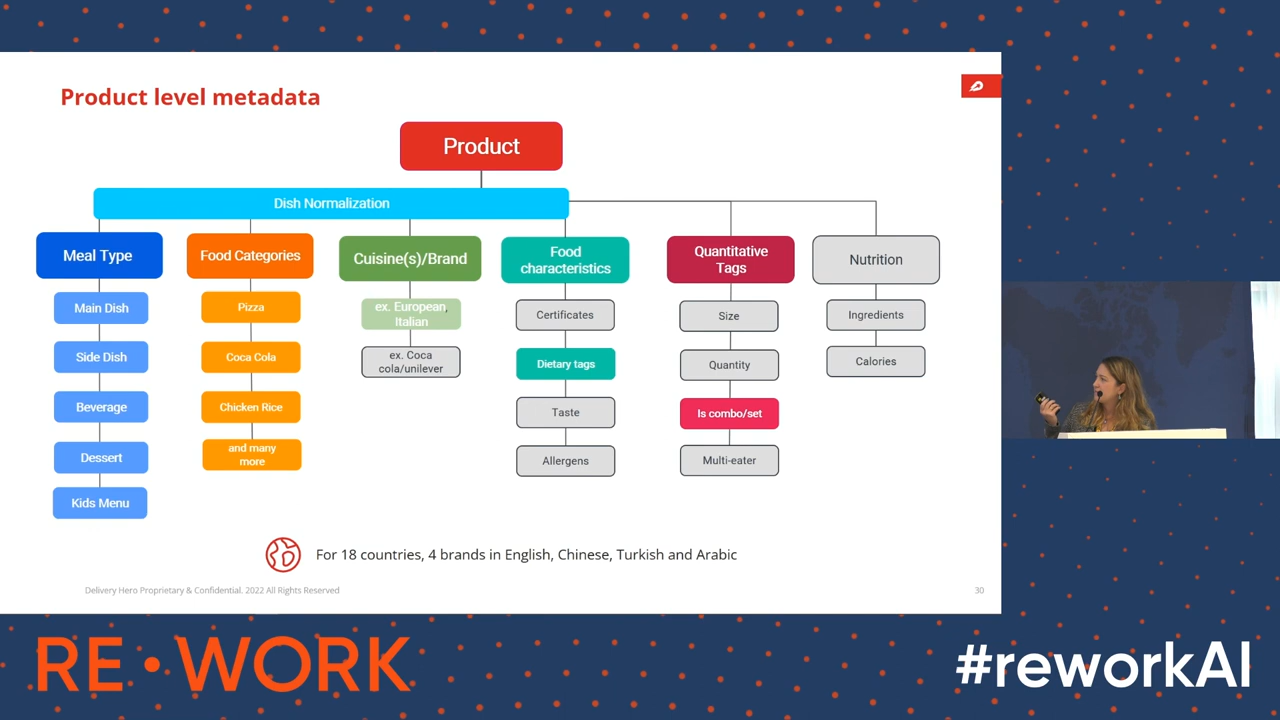 Product level metadata
Product
Dish Normalization
Meal Type
Main Dish
Side Dish
Beverage
Dessert
Kids Menu
Food Categories
Pizza
Coca Cola
Chicken Rice
and many
more
Cuisine(s)/Brand
ex. European
Italian
ex. Coca
cola/unilever
Food
characteristics
Certificates
Dietary tags
Taste
Allergens
Quantitative
Tags
Size
Quantity
Is combo/set
Multi-eater
Nutrition
Ingredients
Calories
For 18 countries, 4 brands in English, Chinese, Turkish and Arabic
Delivery Hero Proprietary & Confidential. 2022 All Rights Reserved
30
RE•WORK
#reworkAI